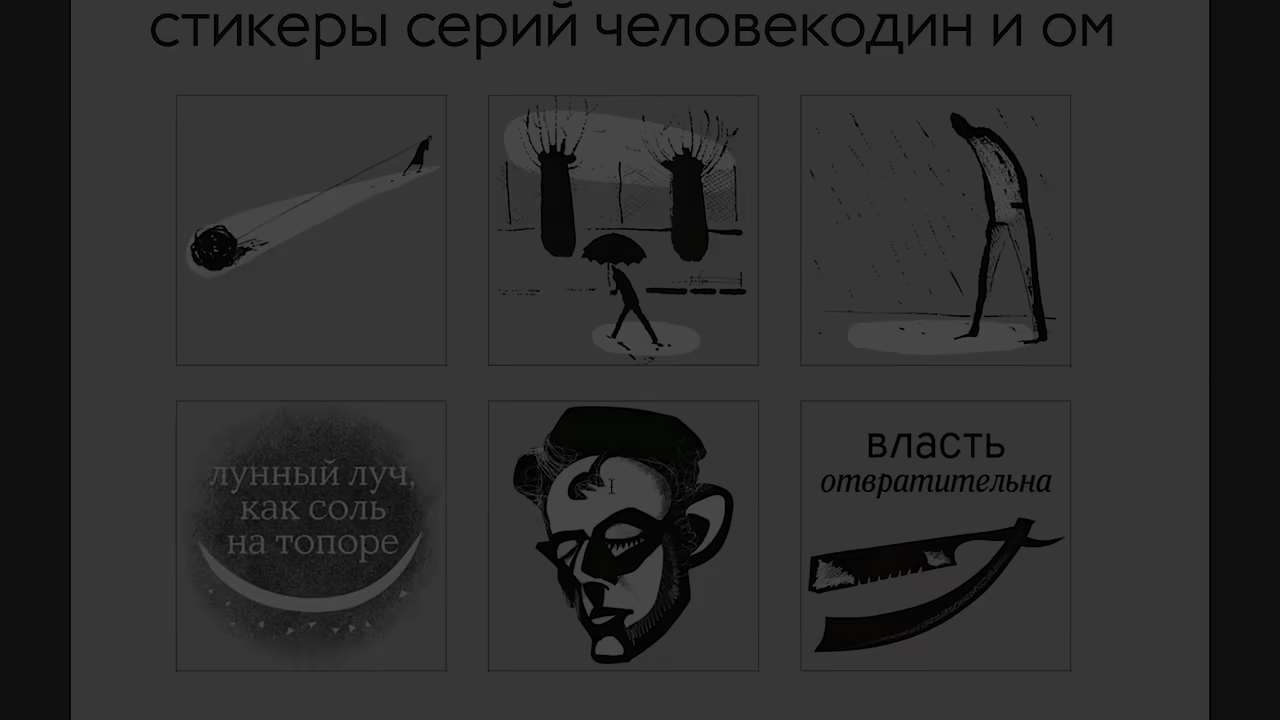 стикеры серий человекодин и ом
лунный луч,
как соль
на топоре
власть
отвратительна